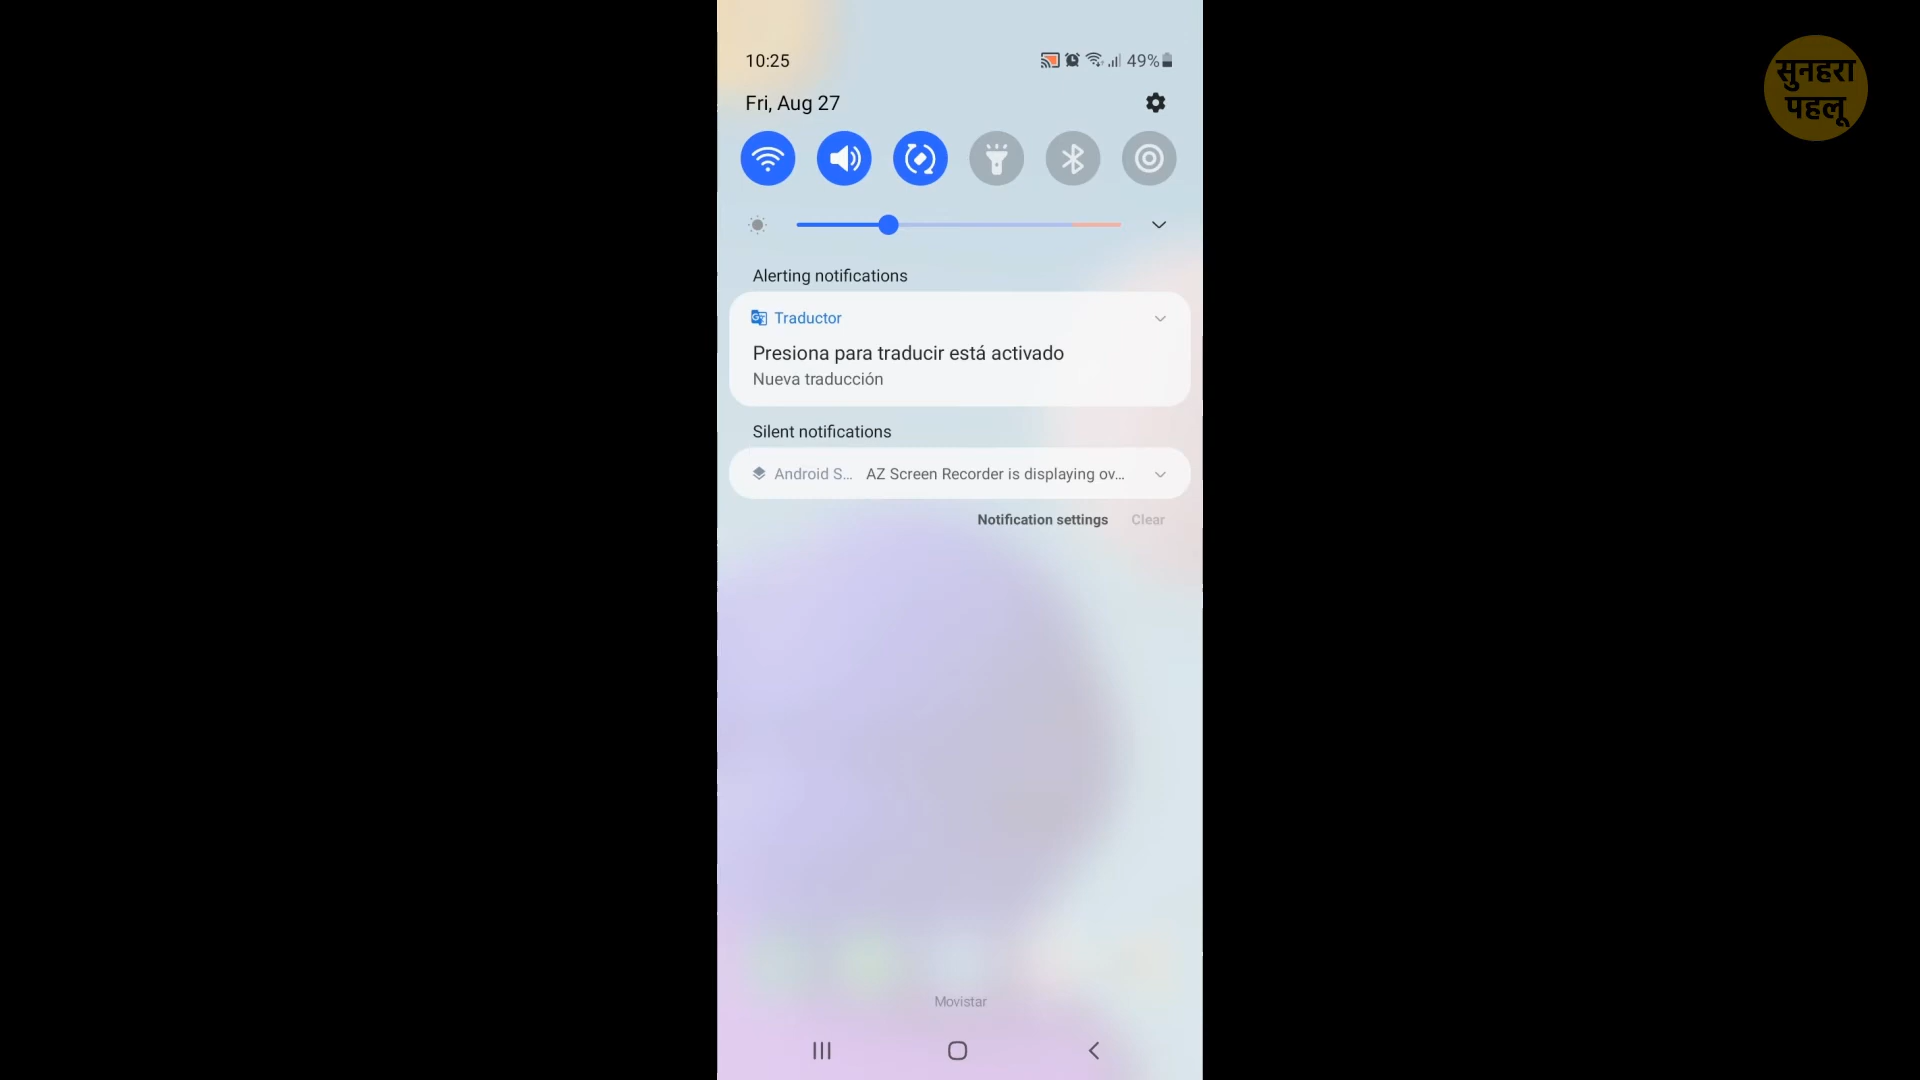 10:25
49%
Fri, Aug 27
Alerting notifications
Traductor
Presiona para traducir está activado
Nueva traducción
Silent notifications
Android S... AZ Screen Recorder is displaying ov...
Notification settings Clear
Movistar
सुनहरा
पहलू